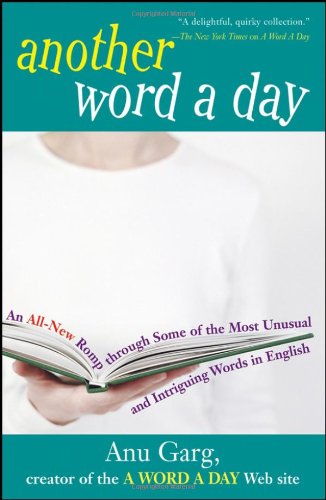 “A delightful, quirky collection.”
—The New York Times on A Word A Day
another
word a day
An All-New Romp through Some of the Most Unusual
and Intriguing Words in English
Anu Garg,
creator of the A WORD A DAY Web site